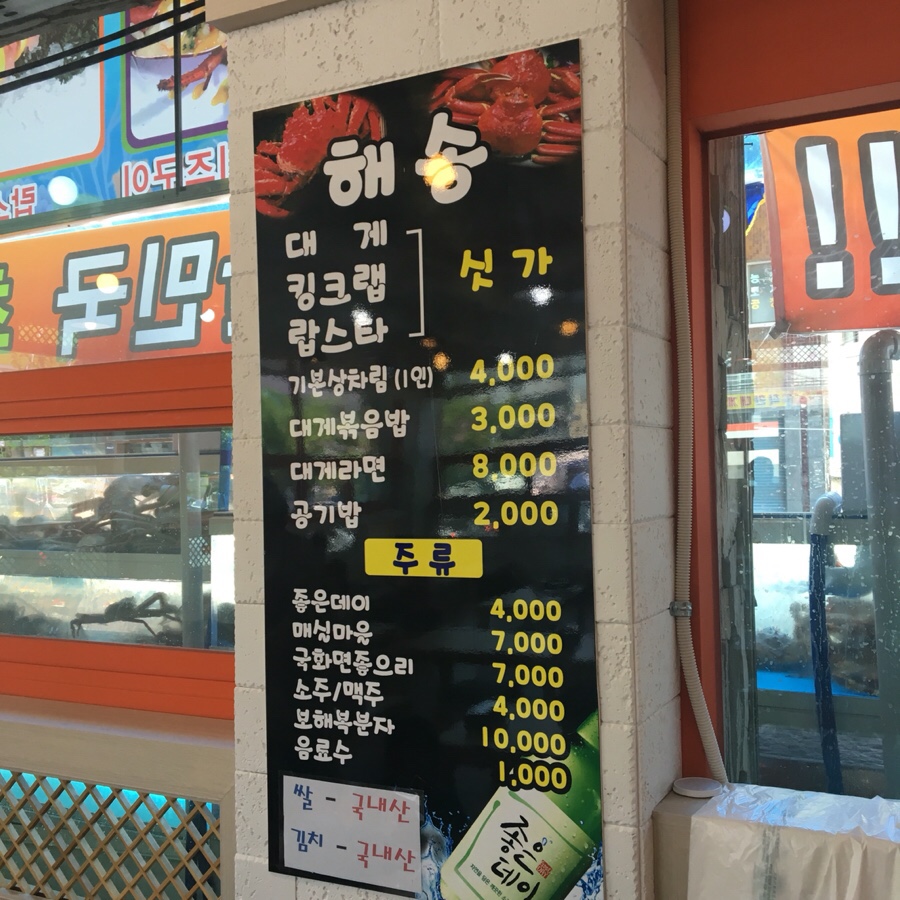 해송
대게
킹크랩
랍스타
싯가
기본상차림 (1인) 4,000
대게볶음밥 3,000
대게라면 8,000
공기밥 2,000
주류
좋은데이 4,000
매실마을 7,000
국화면좋으리 7,000
소주/맥주 4,000
보해복분자 10,000
음료수 1,000
쌀 - 국내산
김치 - 국내산
좋은
데이
민국
!!